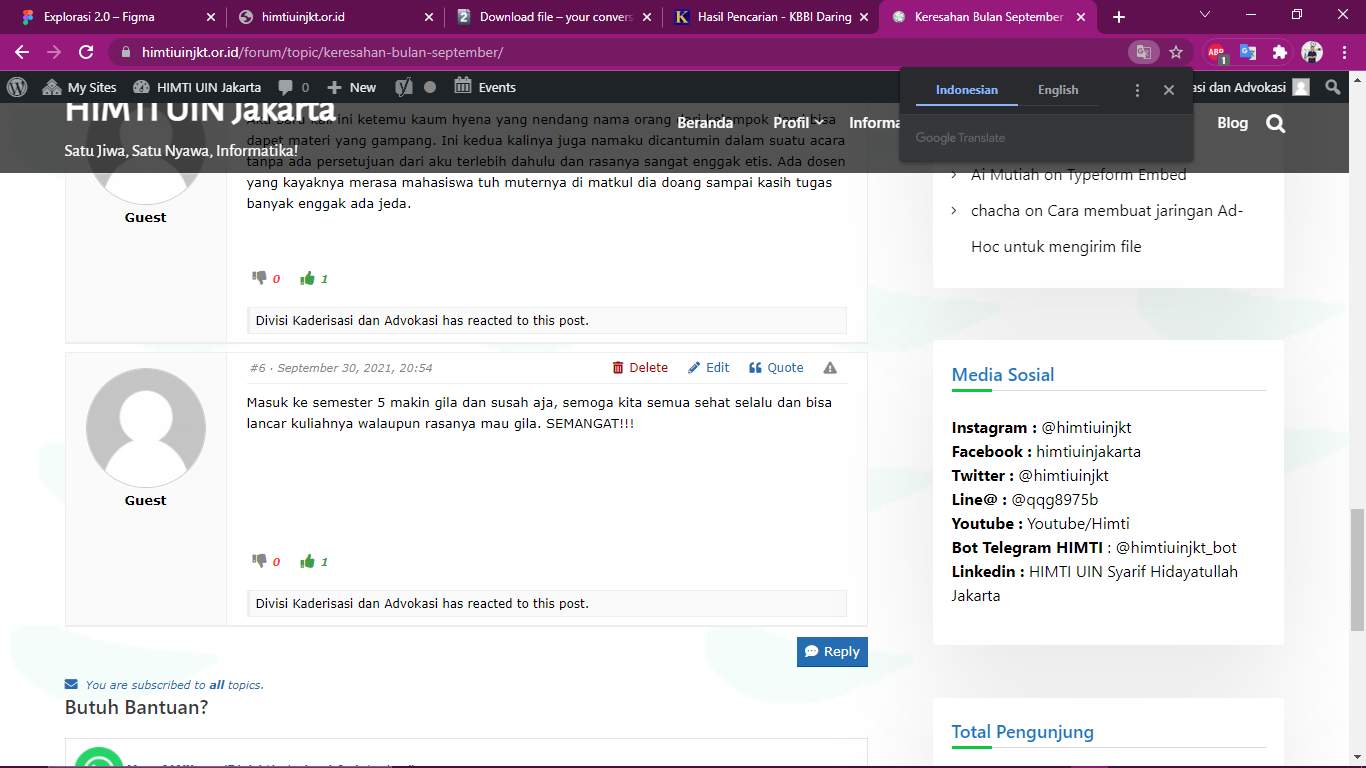 Explorasi 2.0 – Figma
himtiuinjkt.or.id
Download file – your convers
Hasil Pencarian - KBBI Daring
Keresahan Bulan September
himtiuinjkt.or.id/forum/topic/keresahan-bulan-september/
ABP
1
My Sites
HIMTI UIN Jakarta
0
New
Events
asi dan Advokasi
Indonesian
English
Google Translate
HIMTI UIN Jakarta
Satu Jiwa, Satu Nyawa, Informatika!
Beranda
Profil
Informa
Blog
Aku baru kali ini ketemu kaum hyena yang nendang nama orang dari kelompok demi bisa
dapet materi yang gampang. Ini kedua kalinya juga namaku dicantumin dalam suatu acara
tanpa ada persetujuan dari aku terlebih dahulu dan rasanya sangat enggak etis. Ada dosen
yang kayaknya merasa mahasiswa tuh muternya di matkul dia doang sampai kasih tugas
banyak enggak ada jeda.
Guest
0
1
Divisi Kaderisasi dan Advokasi has reacted to this post.
#6 · September 30, 2021, 20:54
Delete
Edit
Quote
Masuk ke semester 5 makin gila dan susah aja, semoga kita semua sehat selalu dan bisa
lancar kuliahnya walaupun rasanya mau gila. SEMANGAT!!!
Guest
0
1
Divisi Kaderisasi dan Advokasi has reacted to this post.
Reply
You are subscribed to all topics.
Butuh Bantuan?
Ai Mutiah on Typeform Embed
chacha on Cara membuat jaringan Ad-
Hoc untuk mengirim file
Media Sosial
Instagram : @himtiuinjkt
Facebook : himtiuinjakarta
Twitter : @himtiuinjkt
Line@ : @qqg8975b
Youtube : Youtube/Himti
Bot Telegram HIMTI : @himtiuinjkt_bot
Linkedin : HIMTI UIN Syarif Hidayatullah
Jakarta
Total Pengunjung